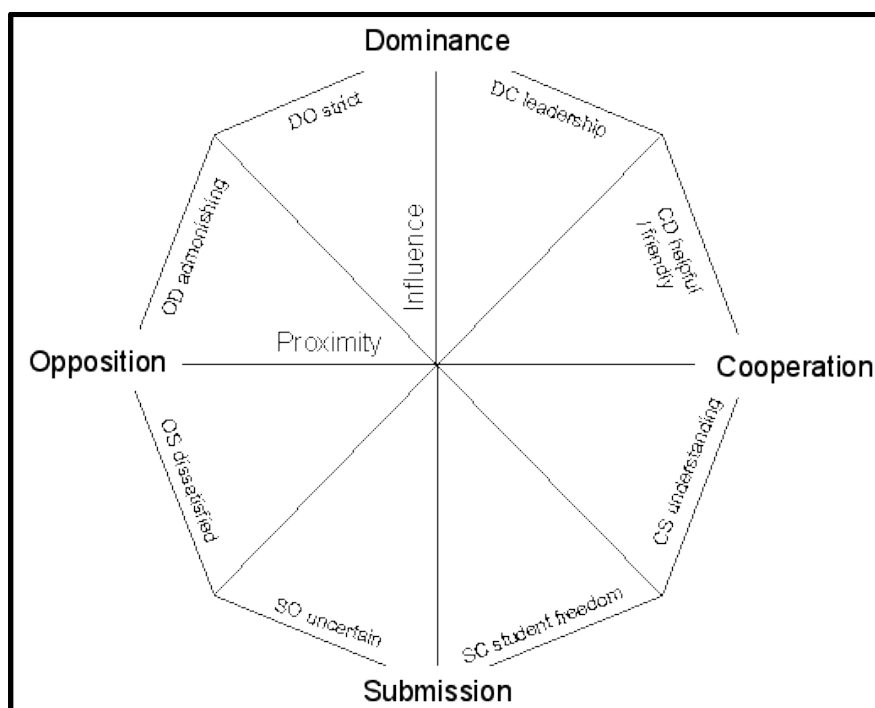 Dominance
DO strict
DC leadership
OD admonishing
CD helpful
/ friendly
Influence
Proximity
Opposition
Cooperation
OS dissatisfied
CS understanding
SO uncertain
SC student freedom
Submission